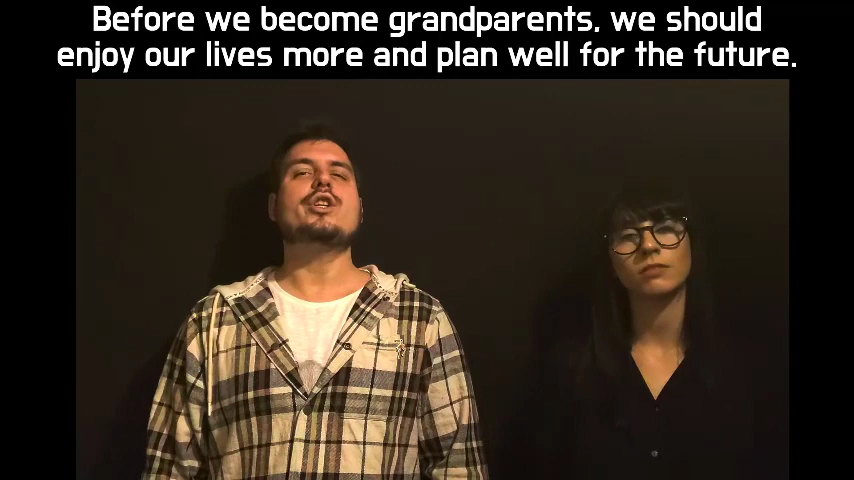 Before we become grandparents, we should
enjoy our lives more and plan well for the future.